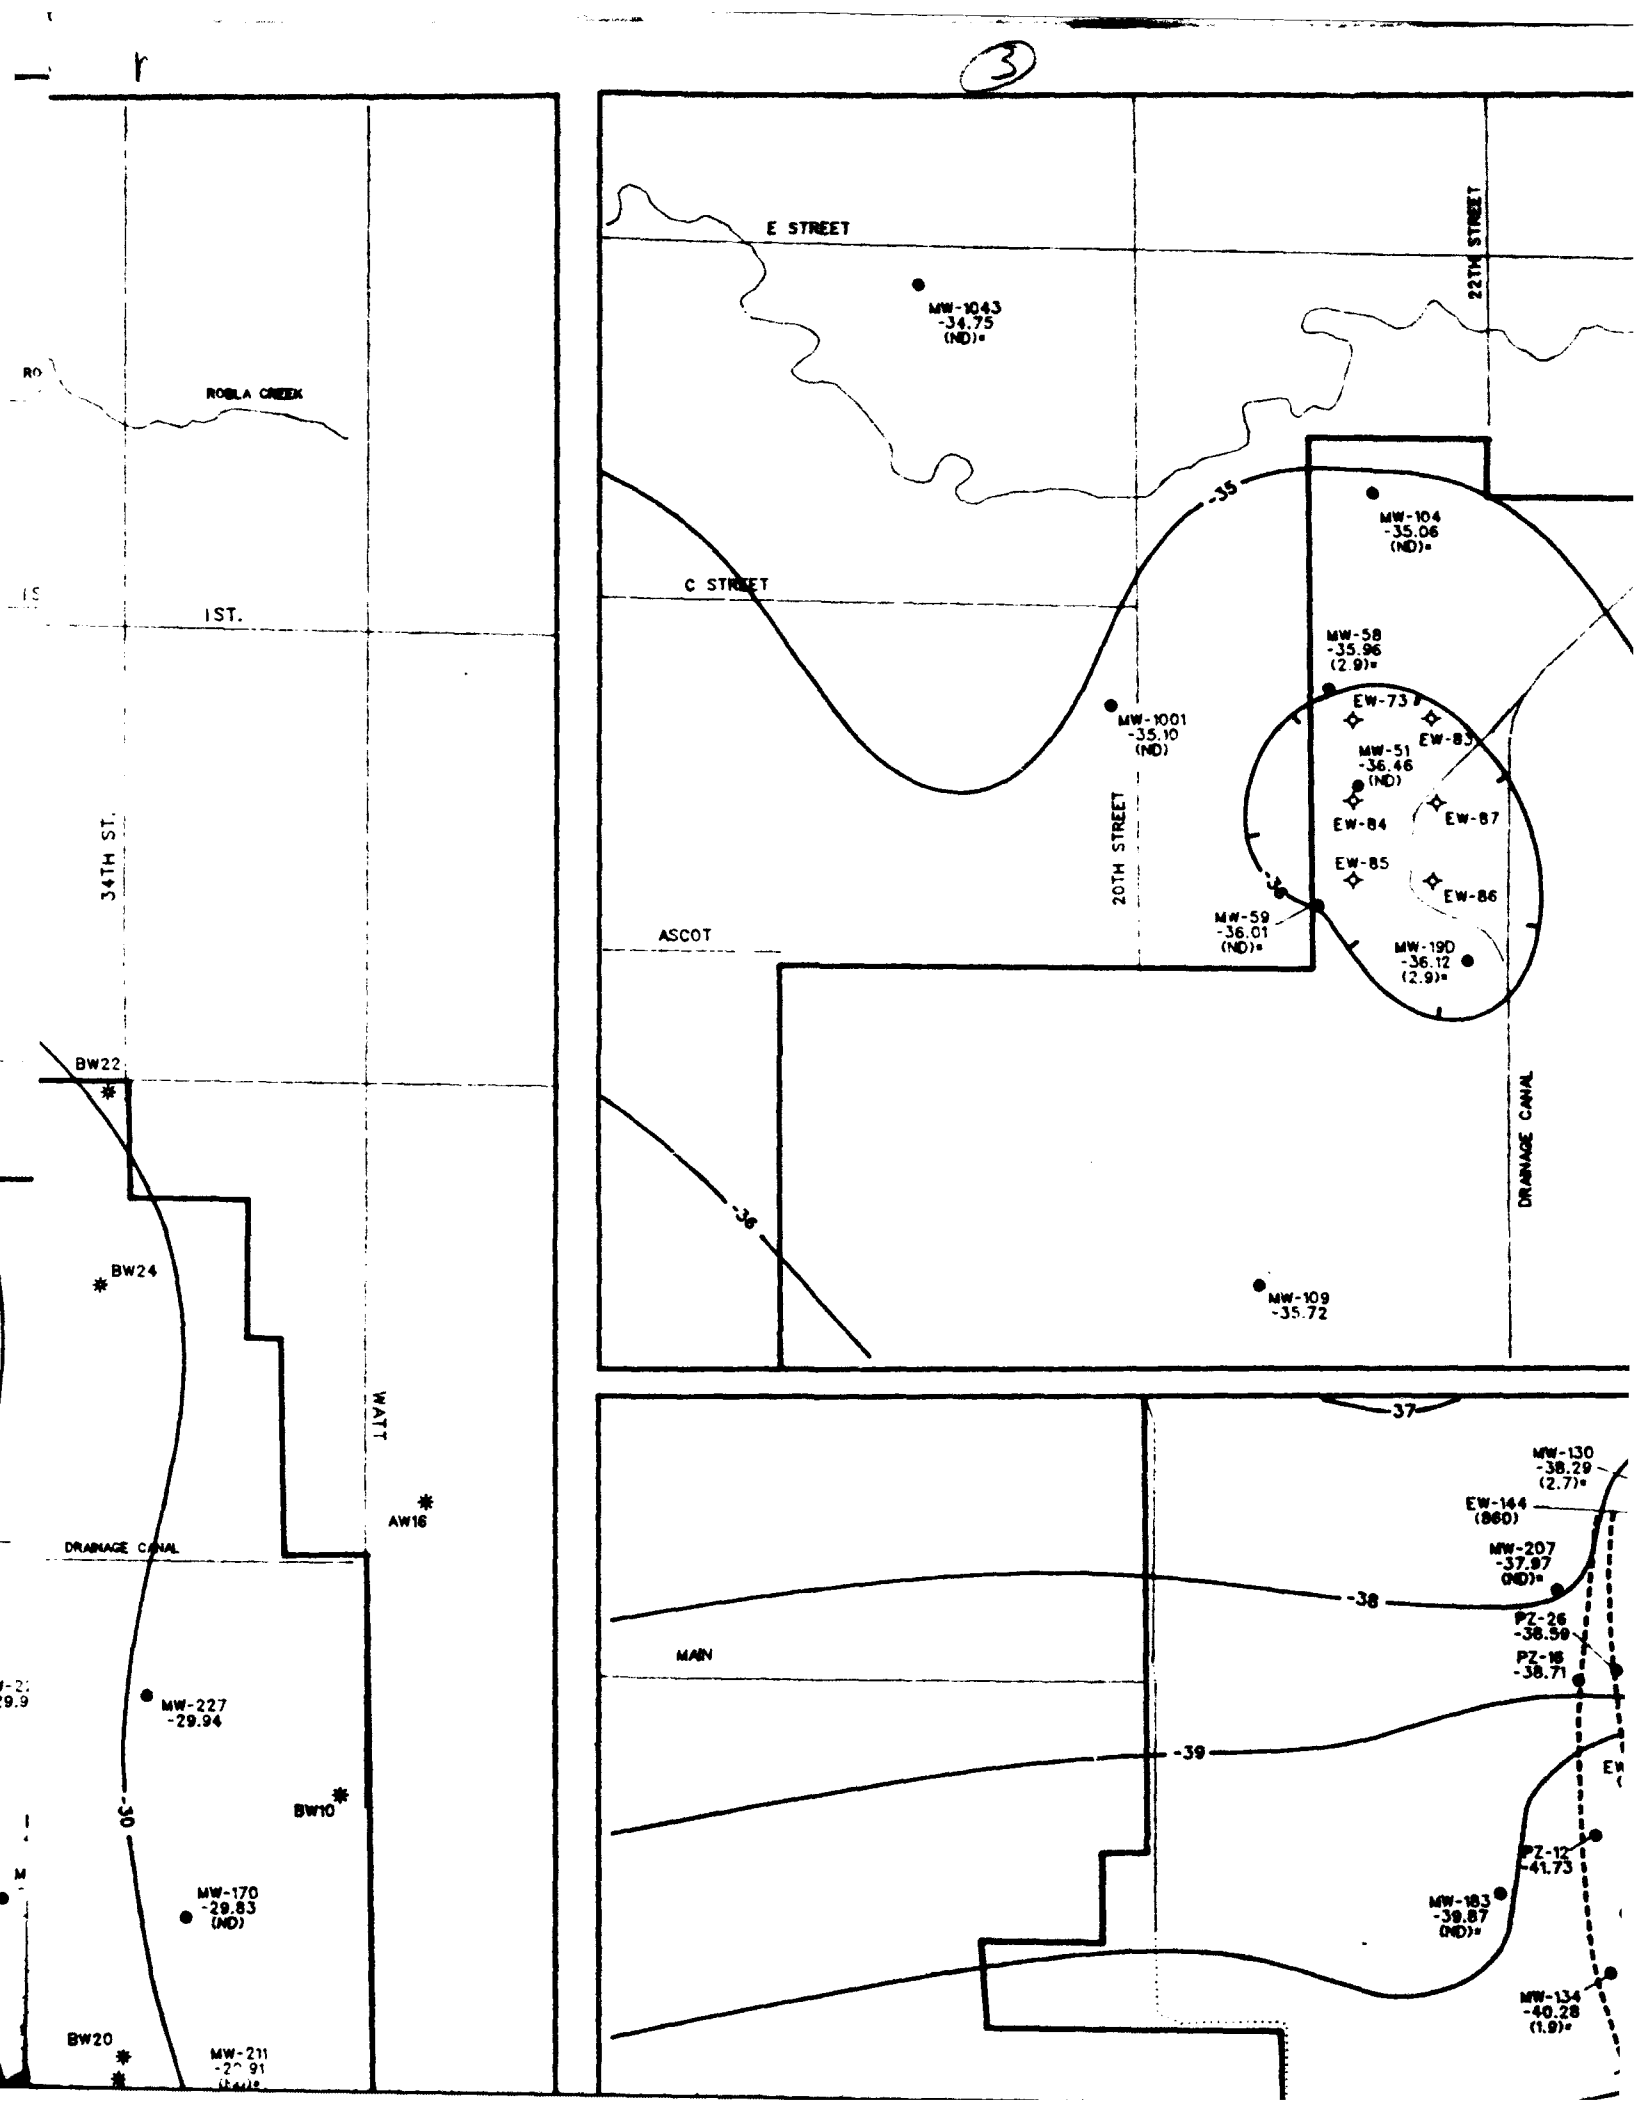 3
RO
ROBLA CREEK
I ST.
34TH ST.
BW22
BW24
WATT
AW16
DRAINAGE CANAL
MW-227
-29.94
BW10
-30
MW-170
-29.83
(ND)
BW20
MW-211
E STREET
22TH STREET
MW-1043
-34.75
(ND)*
-35
MW-104
-35.06
(ND)*
C STREET
MW-58
-35.96
(2.9)*
EW-73
EW-83
MW-1001
-35.10
(ND)
MW-51
-36.46
(ND)
EW-84
EW-87
20TH STREET
EW-85
EW-86
-36
MW-59
-36.01
(ND)*
ASCOT
MW-19D
-36.12
(2.9)*
DRAINAGE CANAL
-36
MW-109
-35.72
-37
MW-130
-38.29
(2.7)*
EW-144
(860)
MW-207
-37.97
(ND)*
-38
PZ-26
-38.59
PZ-16
-38.71
MAIN
-39
EW
PZ-12
-41.73
MW-183
-39.87
(ND)*
MW-134
-40.28
(1.9)*